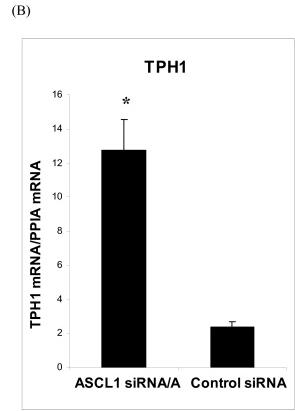 (B)
TPH1
*
16
14
12
10
8
6
4
2
0
TPH1 mRNA/PPIA mRNA
ASCL1 siRNA/A Control siRNA